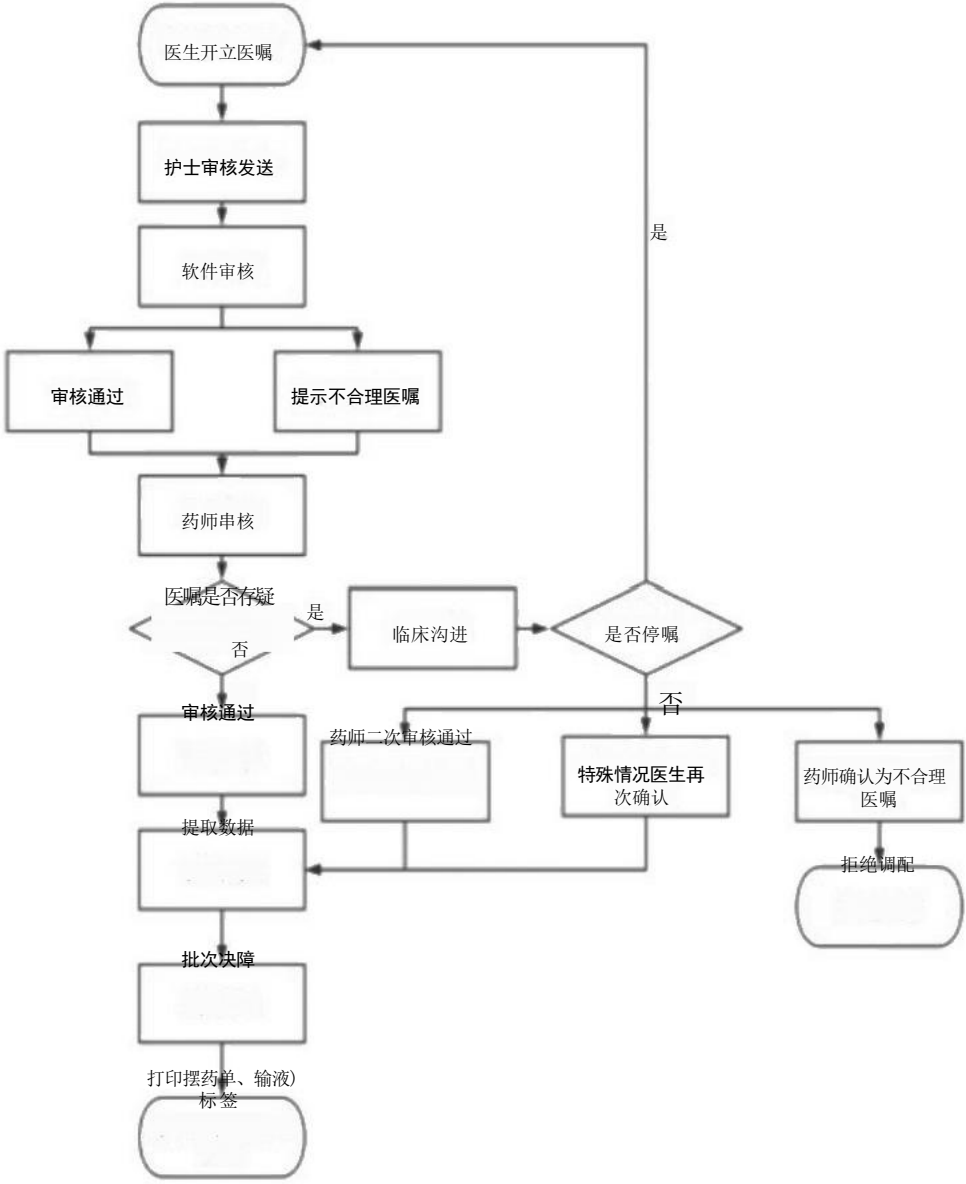 医生开立医嘱
护士审核发送
是
软件审核
审核通过
提示不合理医嘱
药师串核
医嘱是否存疑
是
否
临床沟进
是否停嘱
否
审核通过
药师二次审核通过
特殊情况医生再
次确认
药师确认为不合理
医嘱
提取数据
拒绝调配
批次决障
打印摆药单、输液)
标签